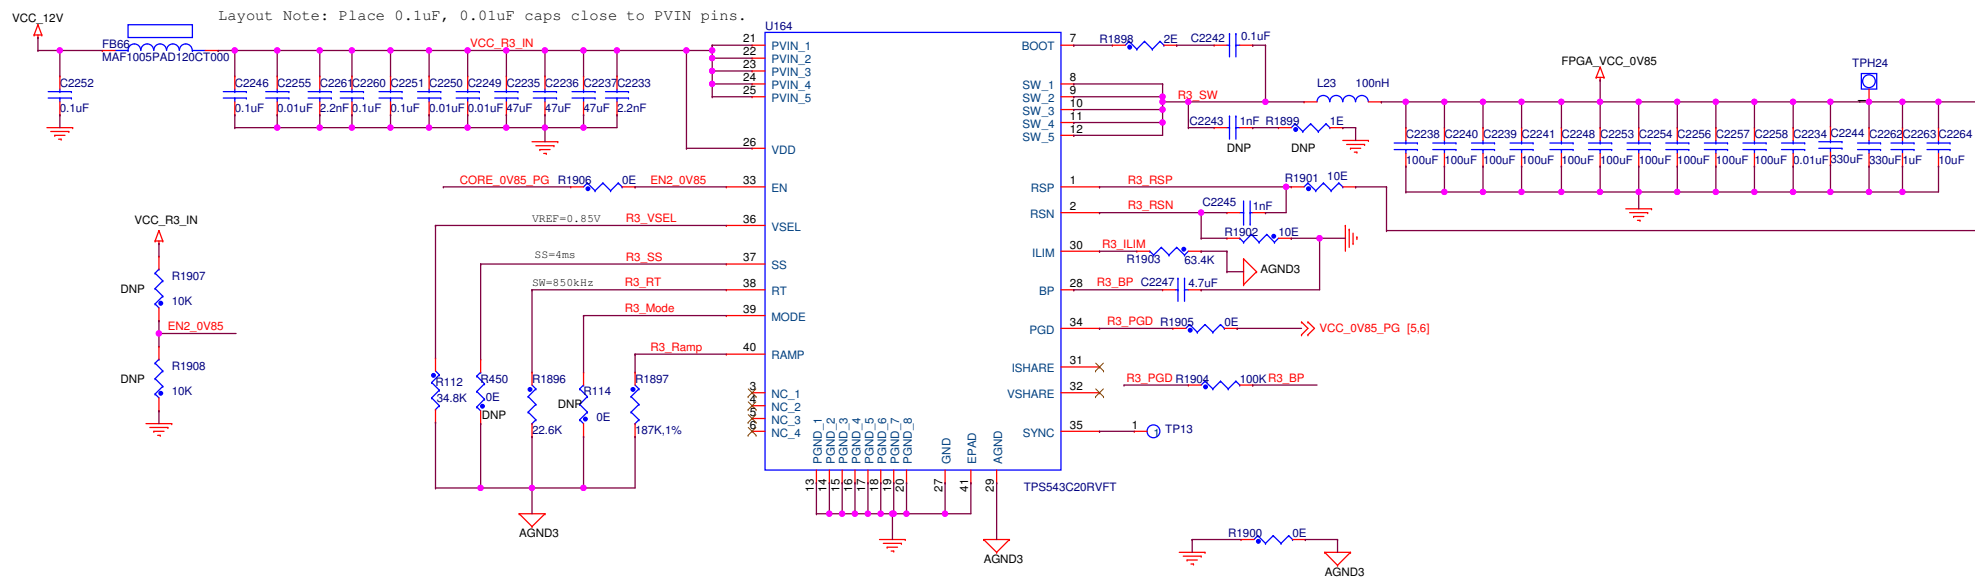 Layout Note: Place 0.1uF, 0.01uF caps close to PVIN pins.
VCC_12V
FB66
MAF1005PAD120CT000
VCC_R3_IN
C2252
0.1uF
C2246
0.1uF
C2255
0.01uF
C2261
2.2nF
C2260
0.1uF
C2251
0.1uF
C2250
0.01uF
C2249
0.01uF
C2235
47uF
C2236
47uF
C2237
47uF
C2233
2.2nF
U164
21 PVIN_1
22 PVIN_2
23 PVIN_3
24 PVIN_4
25 PVIN_5
26 VDD
CORE_0V85_PG R1906 0E EN2_0V85 33 EN
VREF=0.85V R3_VSEL 36 VSEL
SS=4ms R3_SS 37 SS
SW=850kHz R3_RT 38 RT
R3_Mode 39 MODE
R3_Ramp 40 RAMP
3 NC_1
4 NC_2
5 NC_3
6 NC_4
R112
34.8K
R450
0E
DNP
R1896
22.6K
R114
DNP
0E
R1897
187K,1%
AGND3
VCC_R3_IN
R1907
DNP
10K
EN2_0V85
R1908
DNP
10K
PGND_1 13
PGND_2 14
PGND_3 15
PGND_4 16
PGND_5 17
PGND_6 18
PGND_7 19
PGND_8 20
GND 27
EPAD 41
AGND 29
AGND3
TPS543C20RVFT
BOOT 7 R1898 2E C2242 0.1uF
SW_1 8
SW_2 9
SW_3 10
SW_4 11
SW_5 12
R3_SW
L23 100nH
C2243 1nF R1899 1E
DNP DNP
FPGA_VCC_0V85
TPH24
1
C2238
100uF
C2240
100uF
C2239
100uF
C2241
100uF
C2248
100uF
C2253
100uF
C2254
100uF
C2256
100uF
C2257
100uF
C2258
100uF
C2234
0.01uF
C2244
330uF
C2262
330uF
C2263
1uF
C2264
10uF
RSP 1 R3_RSP R1901 10E
RSN 2 R3_RSN C2245 1nF
R1902 10E
ILIM 30 R3_ILIM R1903 63.4K AGND3
BP 28 R3_BP C2247 4.7uF
PGD 34 R3_PGD R1905 0E VCC_0V85_PG [5,6]
ISHARE 31
R3_PGD R1904 100K R3_BP
VSHARE 32
SYNC 35 1 1 TP13
R1900 0E
AGND3